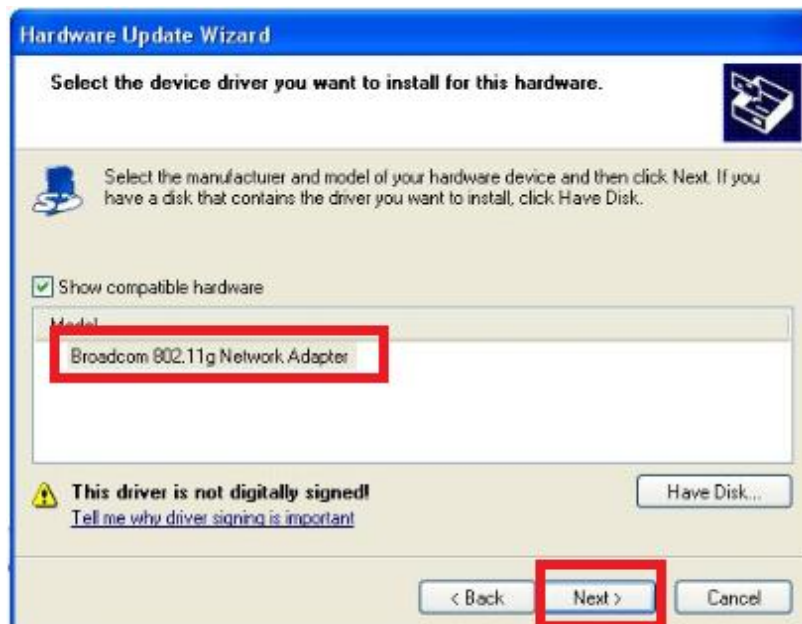 Hardware Update Wizard
Select the device driver you want to install for this hardware.
Select the manufacturer and model of your hardware device and then click Next. If you
have a disk that contains the driver you want to install, click Have Disk.
Show compatible hardware
Model
Broadcom 802.11g Network Adapter
This driver is not digitally signed!
Have Disk...
Tell me why driver signing is important
< Back
Next >
Cancel